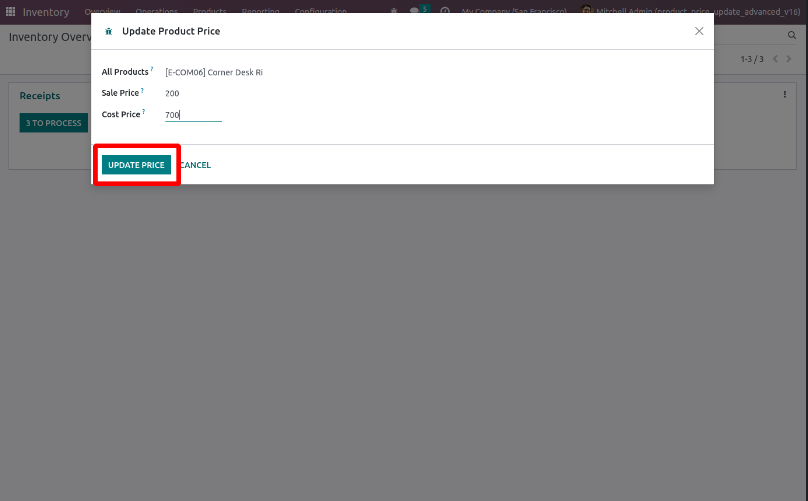 Inventory Overview Operations Products Reporting Configuration 5 My Company (San Francisco) Mitchell Admin (product_price_update_advanced_v16)
Inventory Overv
Update Product Price
1-3 / 3
All Products ? [E-COM06] Corner Desk Ri
Sale Price ? 200
Cost Price ? 700
Receipts
3 TO PROCESS
UPDATE PRICE CANCEL